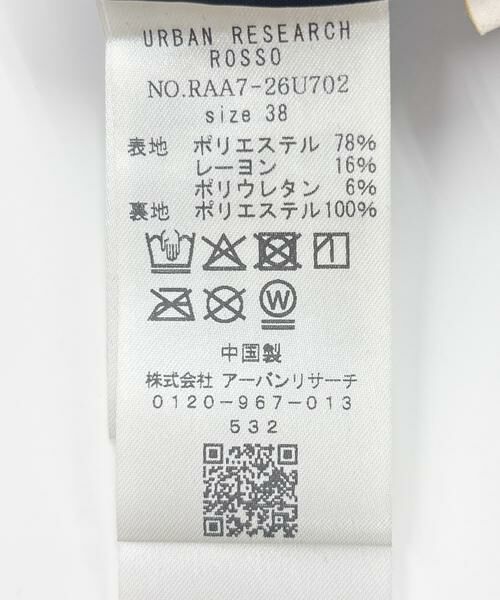 URBAN RESEARCH
ROSSO
NO.RAA7-26U702
size 38
表地 ポリエステル 78%
レーヨン 16%
ポリウレタン 6%
裏地 ポリエステル100%
W
中国製
株式会社 アーバンリサーチ
0120-967-013
532